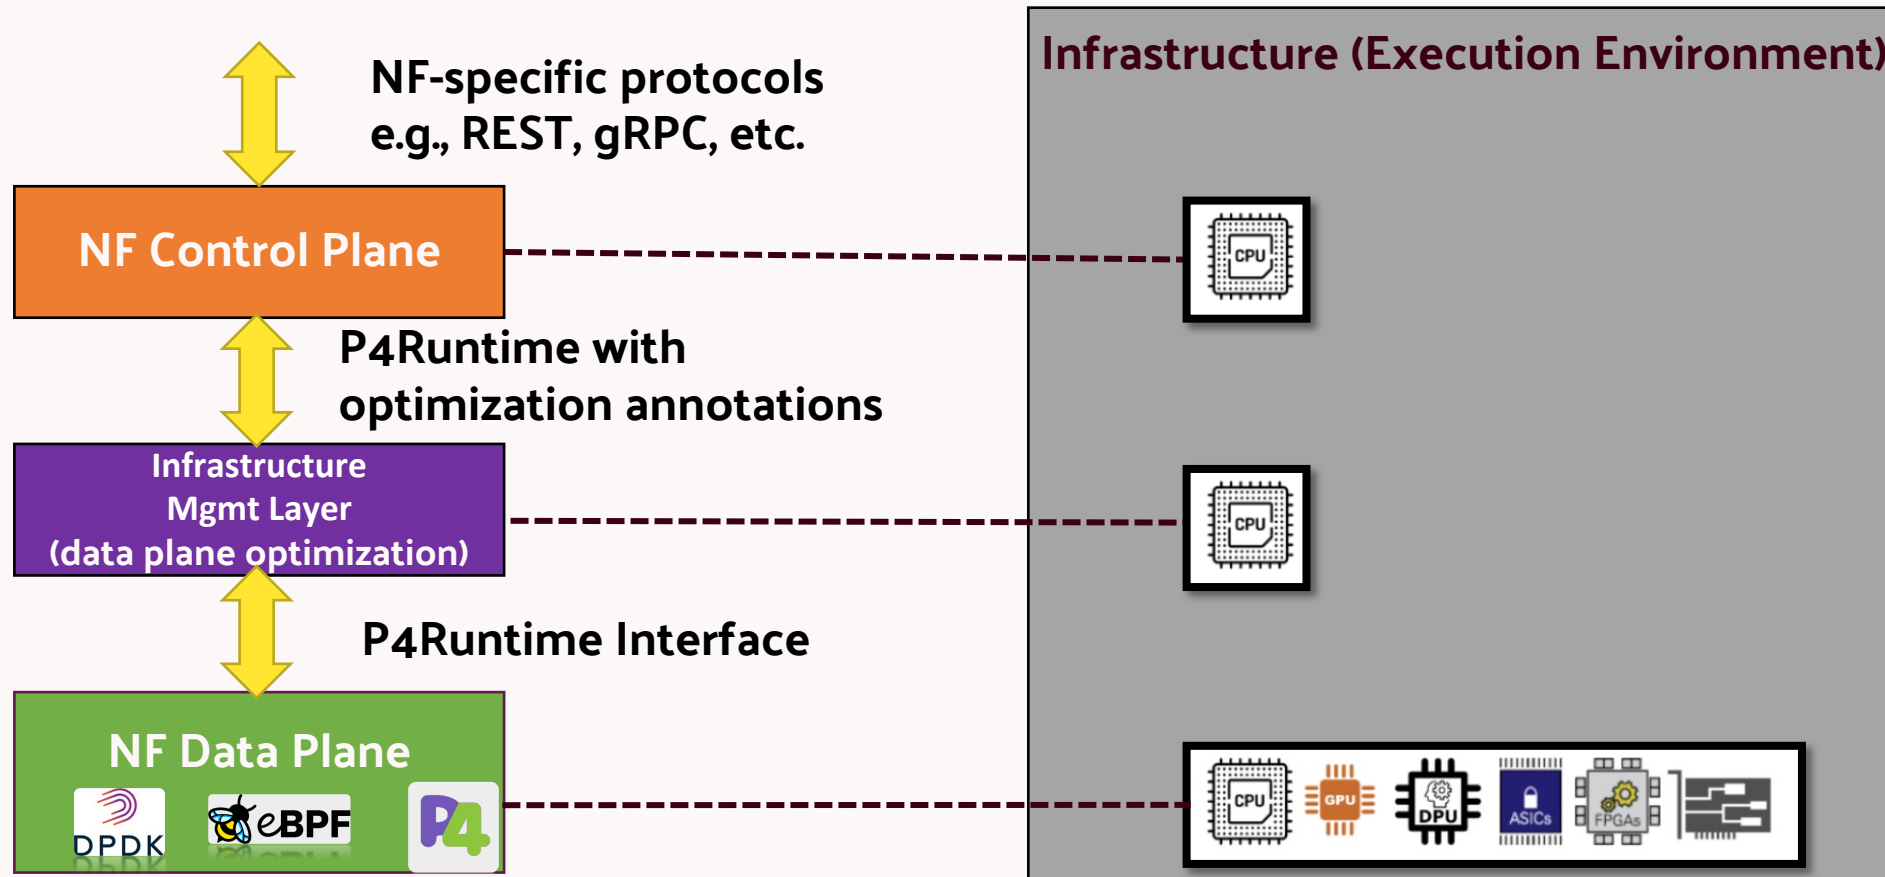 NF-specific protocols
e.g., REST, gRPC, etc.
Infrastructure (Execution Environment)
NF Control Plane
CPU
P4Runtime with
optimization annotations
Infrastructure
Mgmt Layer
(data plane optimization)
CPU
P4Runtime Interface
NF Data Plane
DPDK
eBPF
P4
CPU
GPU
DPU
ASICs
FPGAs